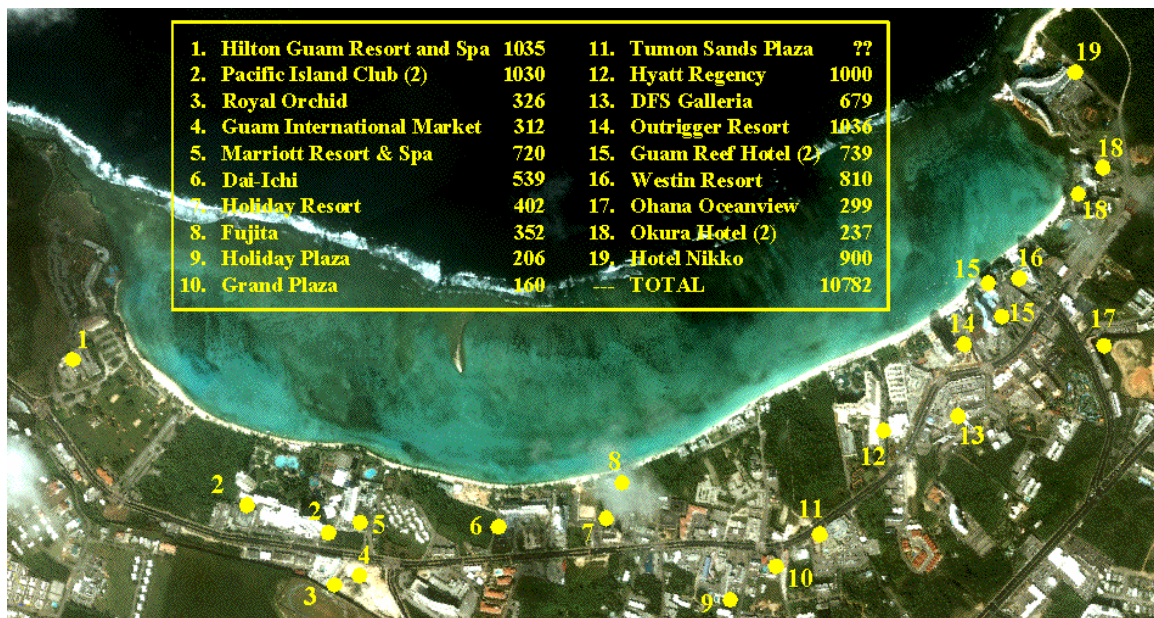 1. Hilton Guam Resort and Spa 1035
2. Pacific Island Club (2) 1030
3. Royal Orchid 326
4. Guam International Market 312
5. Marriott Resort & Spa 720
6. Dai-Ichi 539
7. Holiday Resort 402
8. Fujita 352
9. Holiday Plaza 206
10. Grand Plaza 160
11. Tumon Sands Plaza ??
12. Hyatt Regency 1000
13. DFS Galleria 679
14. Outrigger Resort 1036
15. Guam Reef Hotel (2) 739
16. Westin Resort 810
17. Ohana Oceanview 299
18. Okura Hotel (2) 237
19. Hotel Nikko 900
--- TOTAL 10782
19
18
18
16
15
15
17
14
1
13
12
8
2
2
5
6
7
11
4
10
3
9